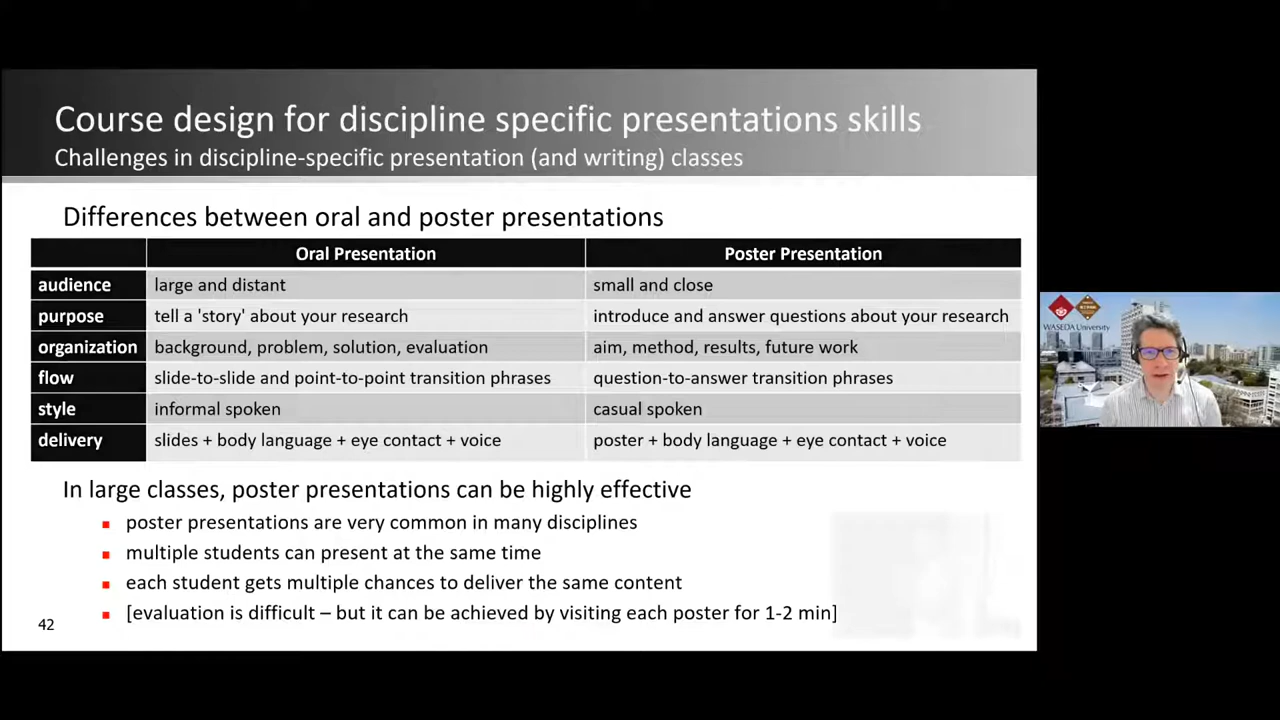 Course design for discipline specific presentations skills
Challenges in discipline-specific presentation (and writing) classes
Differences between oral and poster presentations
Oral Presentation Poster Presentation
audience large and distant small and close
purpose tell a 'story' about your research introduce and answer questions about your research
organization background, problem, solution, evaluation aim, method, results, future work
flow slide-to-slide and point-to-point transition phrases question-to-answer transition phrases
style informal spoken casual spoken
delivery slides + body language + eye contact + voice poster + body language + eye contact + voice
In large classes, poster presentations can be highly effective
poster presentations are very common in many disciplines
multiple students can present at the same time
each student gets multiple chances to deliver the same content
[evaluation is difficult – but it can be achieved by visiting each poster for 1-2 min]
42
WASEDA University